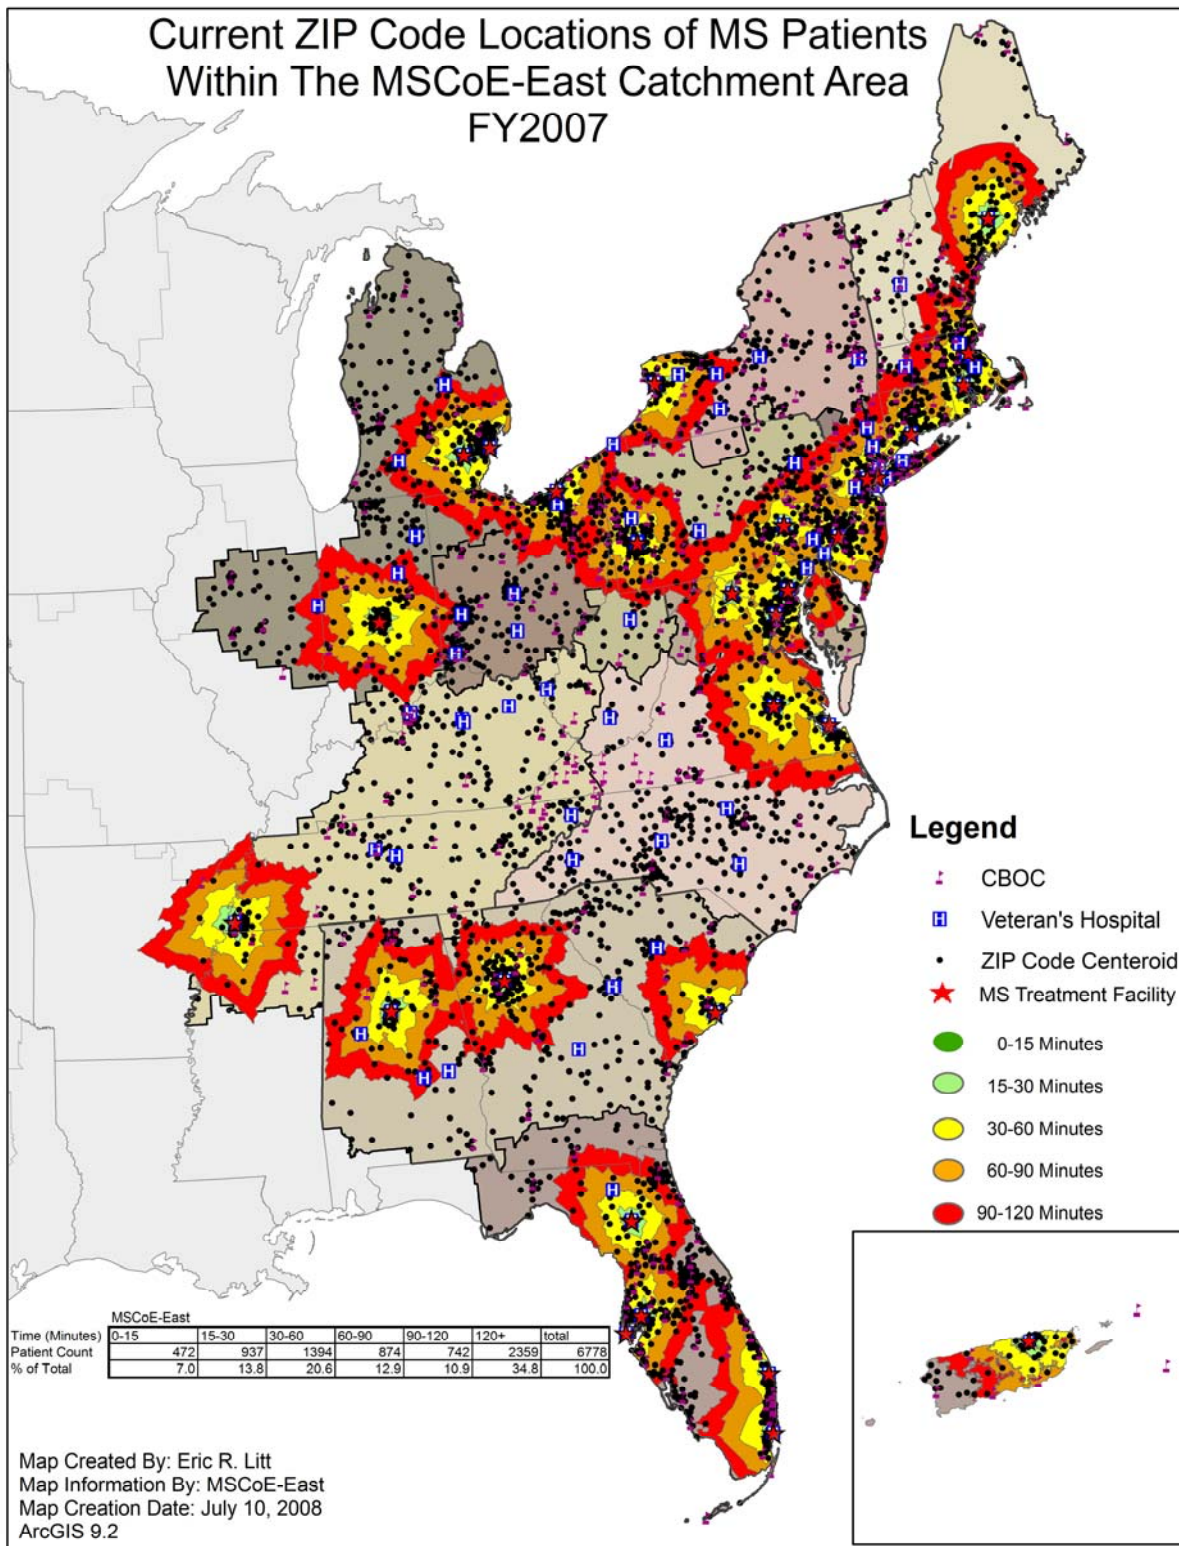 Current ZIP Code Locations of MS Patients
Within The MSCoE-East Catchment Area
FY2007
Legend
CBOC
H Veteran's Hospital
ZIP Code Centeroid
MS Treatment Facility
0-15 Minutes
15-30 Minutes
30-60 Minutes
60-90 Minutes
90-120 Minutes
MSCoE-East
Time (Minutes) 0-15 15-30 30-60 60-90 90-120 120+ total
Patient Count 472 937 1394 874 742 2359 6778
% of Total 7.0 13.8 20.6 12.9 10.9 34.8 100.0
Map Created By: Eric R. Litt
Map Information By: MSCoE-East
Map Creation Date: July 10, 2008
ArcGIS 9.2